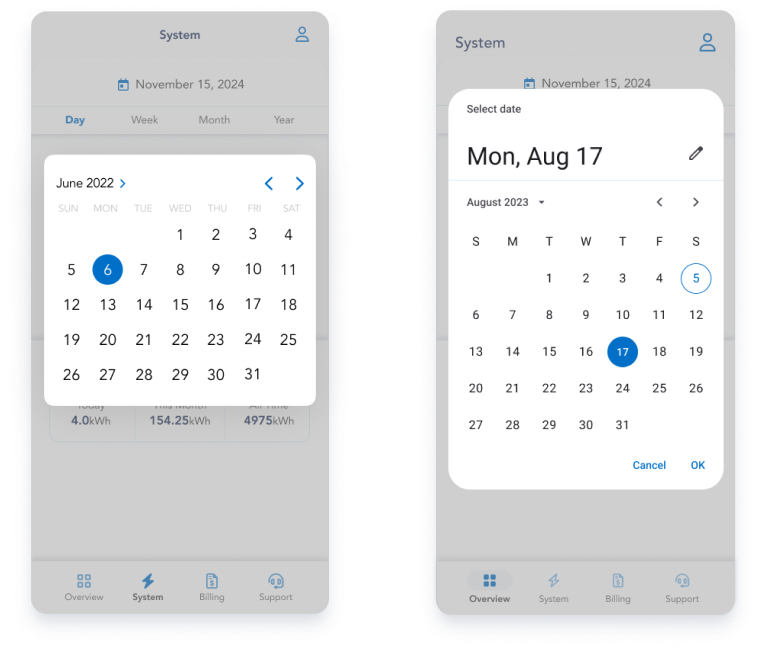 System
November 15, 2024
Day Week Month Year
June 2022
SUN MON TUE WED THU FRI SAT
1 2 3 4
5 6 7 8 9 10 11
12 13 14 15 16 17 18
19 20 21 22 23 24 25
26 27 28 29 30 31
Today This Month All Time
4.0kWh 154.25kWh 4975kWh
Overview System Billing Support
System
November 15, 2024
Select date
Mon, Aug 17
August 2023
S M T W T F S
1 2 3 4 5
6 7 8 9 10 11 12
13 14 15 16 17 18 19
20 21 22 23 24 25 26
27 28 29 30 31
Cancel OK
Overview System Billing Support